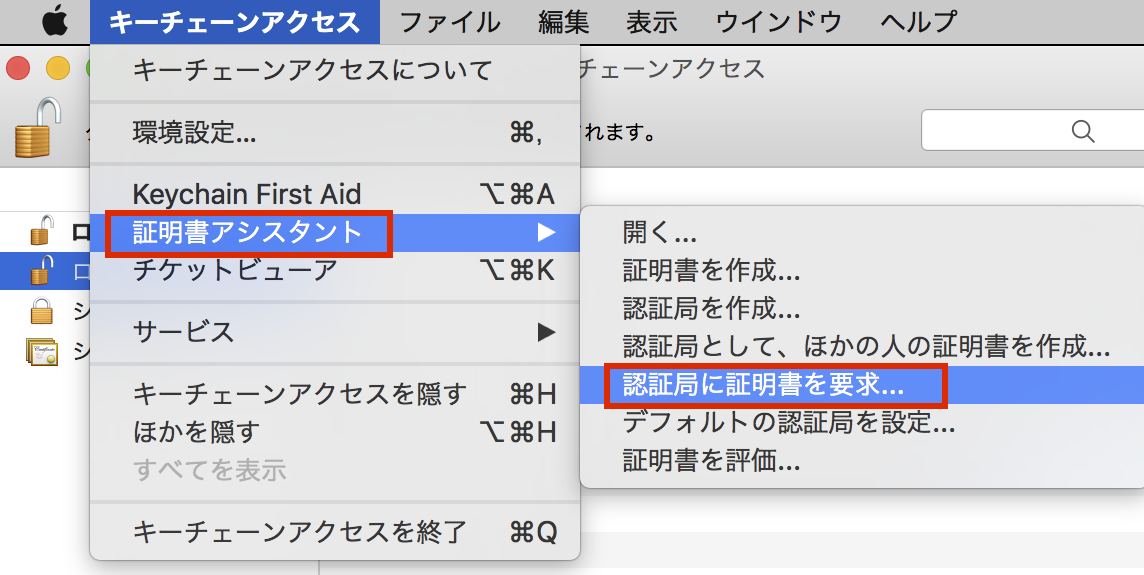 キーチェーンアクセス ファイル 編集 表示 ウインドウ ヘルプ
チェーンアクセス
れます。
キーチェーンアクセスについて
環境設定... ⌘,
Keychain First Aid ⌥⌘A
証明書アシスタント ▶
チケットビューア ⌥⌘K
サービス ▶
キーチェーンアクセスを隠す ⌘H
ほかを隠す ⌥⌘H
すべてを表示
キーチェーンアクセスを終了 ⌘Q
開く...
証明書を作成...
認証局を作成...
認証局として、ほかの人の証明書を作成...
認証局に証明書を要求...
デフォルトの認証局を設定...
証明書を評価...